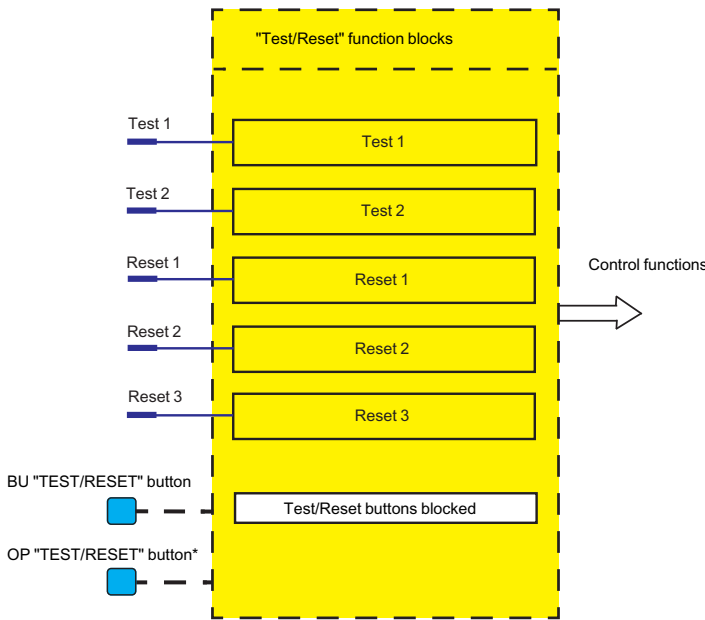 "Test/Reset" function blocks
Test 1
Test 1
Test 2
Test 2
Reset 1
Reset 1
Control functions
Reset 2
Reset 2
Reset 3
Reset 3
BU "TEST/RESET" button
Test/Reset buttons blocked
OP "TEST/RESET" button*